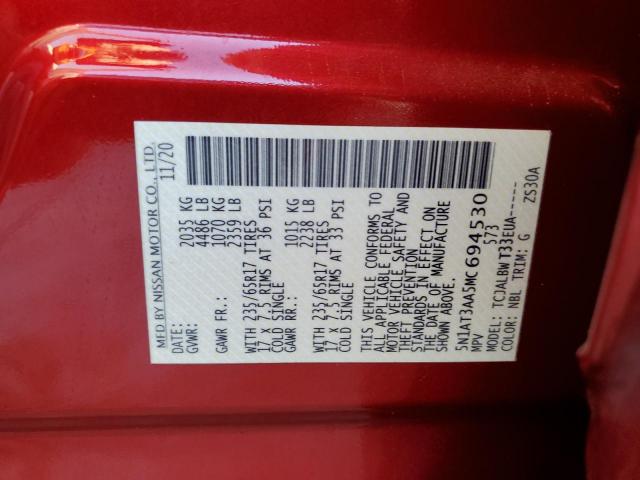 MFD BY NISSAN MOTOR CO., LTD.
DATE: 11/20
GVWR: 2035 KG
4486 LB
GAWR FR.: 1070 KG
2359 LB
WITH 235/65R17 TIRES
17 X 7.5 RIMS AT 36 PSI
COLD SINGLE
GAWR RR.: 1015 KG
2238 LB
WITH 235/65R17 TIRES
17 X 7.5 RIMS AT 33 PSI
COLD SINGLE
THIS VEHICLE CONFORMS TO
ALL APPLICABLE FEDERAL
MOTOR VEHICLE SAFETY AND
THEFT PREVENTION
STANDARDS IN EFFECT ON
THE DATE OF MANUFACTURE
SHOWN ABOVE.
5N1AT3AA5MC694530
MPV 573
MODEL: TCJALBWT33EUA-----
COLOR: NBL TRIM: G ZS30A